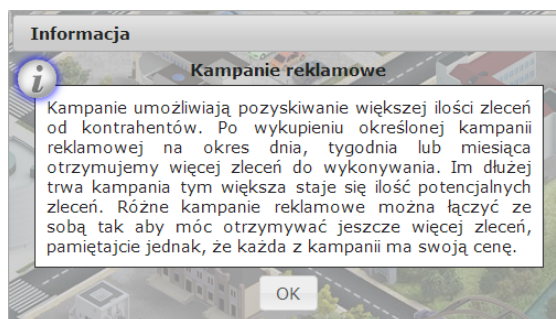 Informacja
Kampanie reklamowe
Kampanie umożliwiają pozyskiwanie większej ilości zleceń
od kontrahentów. Po wykupieniu określonej kampanii
reklamowej na okres dnia, tygodnia lub miesiąca
otrzymujemy więcej zleceń do wykonywania. Im dłużej
trwa kampania tym większa staje się ilość potencjalnych
zleceń. Różne kampanie reklamowe można łączyć ze
sobą tak aby móc otrzymywać jeszcze więcej zleceń,
pamiętajcie jednak, że każda z kampanii ma swoją cenę.
OK